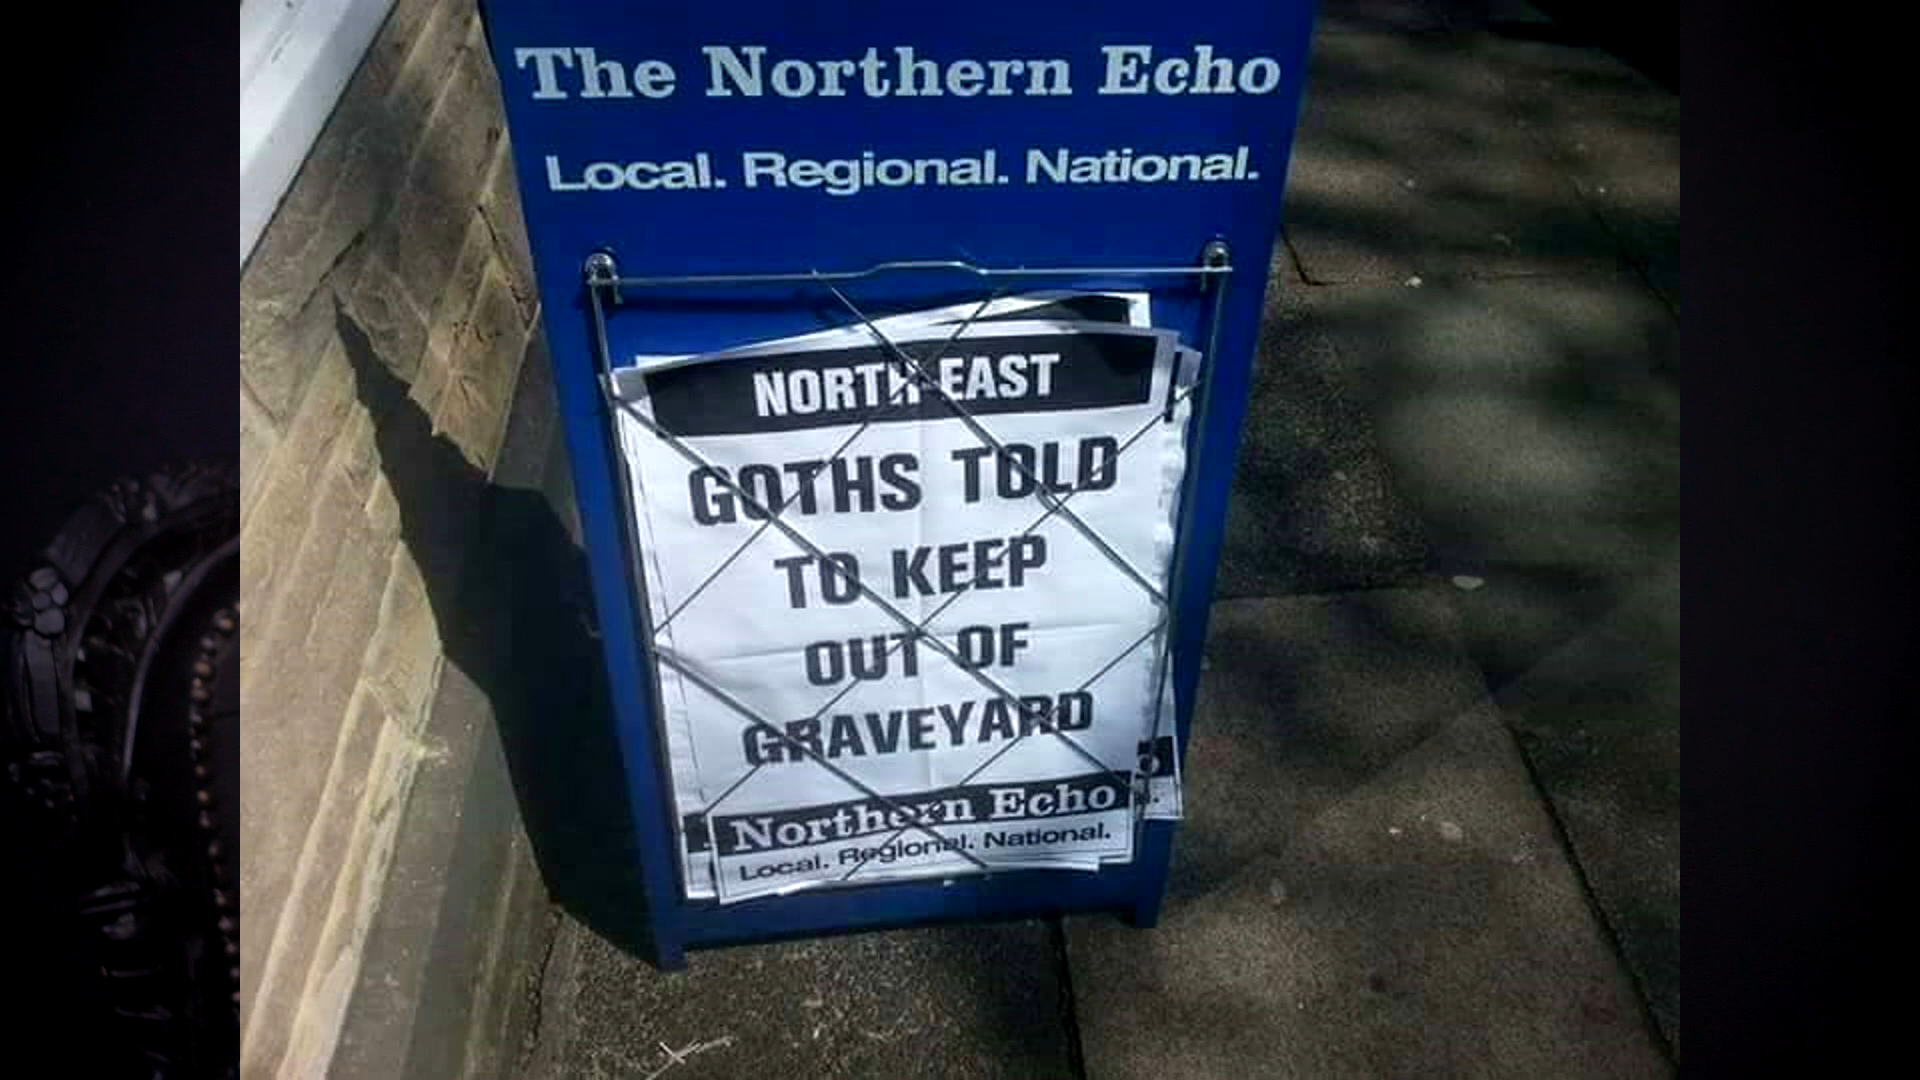 The Northern Echo
Local. Regional. National.
NORTH-EAST
GOTHS TOLD
TO KEEP
OUT OF
GRAVEYARD
Northern Echo
Local. Regional. National.